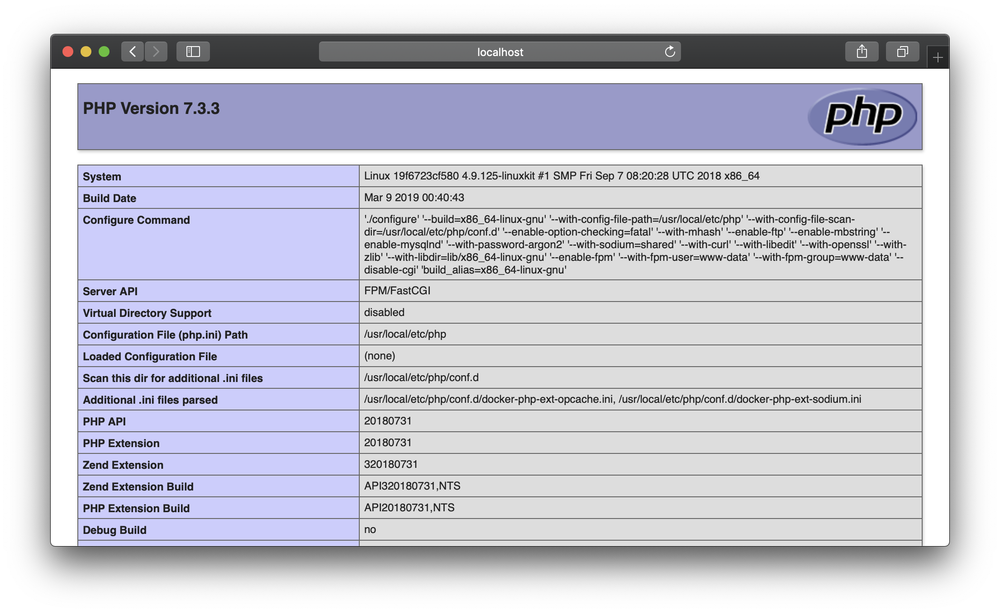 localhost
PHP Version 7.3.3
php
System
Linux 19f6723cf580 4.9.125-linuxkit #1 SMP Fri Sep 7 08:20:28 UTC 2018 x86_64
Build Date
Mar 9 2019 00:40:43
Configure Command
'./configure' '--build=x86_64-linux-gnu' '--with-config-file-path=/usr/local/etc/php' '--with-config-file-scan-
dir=/usr/local/etc/php/conf.d' '--enable-option-checking=fatal' '--with-mhash' '--enable-ftp' '--enable-mbstring' '--
enable-mysqlnd' '--with-password-argon2' '--with-sodium=shared' '--with-curl' '--with-libedit' '--with-openssl' '--with-
zlib' '--with-libdir=lib/x86_64-linux-gnu' '--enable-fpm' '--with-fpm-user=www-data' '--with-fpm-group=www-data' '--
disable-cgi' 'build_alias=x86_64-linux-gnu'
Server API
FPM/FastCGI
Virtual Directory Support
disabled
Configuration File (php.ini) Path
/usr/local/etc/php
Loaded Configuration File
(none)
Scan this dir for additional .ini files
/usr/local/etc/php/conf.d
Additional .ini files parsed
/usr/local/etc/php/conf.d/docker-php-ext-opcache.ini, /usr/local/etc/php/conf.d/docker-php-ext-sodium.ini
PHP API
20180731
PHP Extension
20180731
Zend Extension
320180731
Zend Extension Build
API320180731,NTS
PHP Extension Build
API20180731,NTS
Debug Build
no